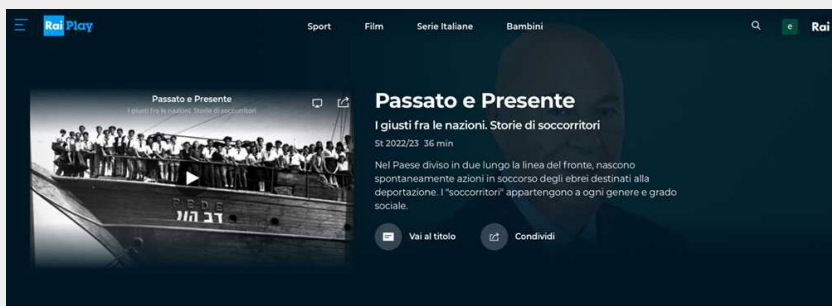 Rai Play
Sport Film Serie Italiane Bambini
e Rai
Passato e Presente
I giusti fra le nazioni. Storie di soccorritori
FEDE
דב הוז
Passato e Presente
I giusti fra le nazioni. Storie di soccorritori
St 2022/23 36 min
Nel Paese diviso in due lungo la linea del fronte, nascono
spontaneamente azioni in soccorso degli ebrei destinati alla
deportazione. I "soccorritori" appartengono a ogni genere e grado
sociale.
Vai al titolo Condividi